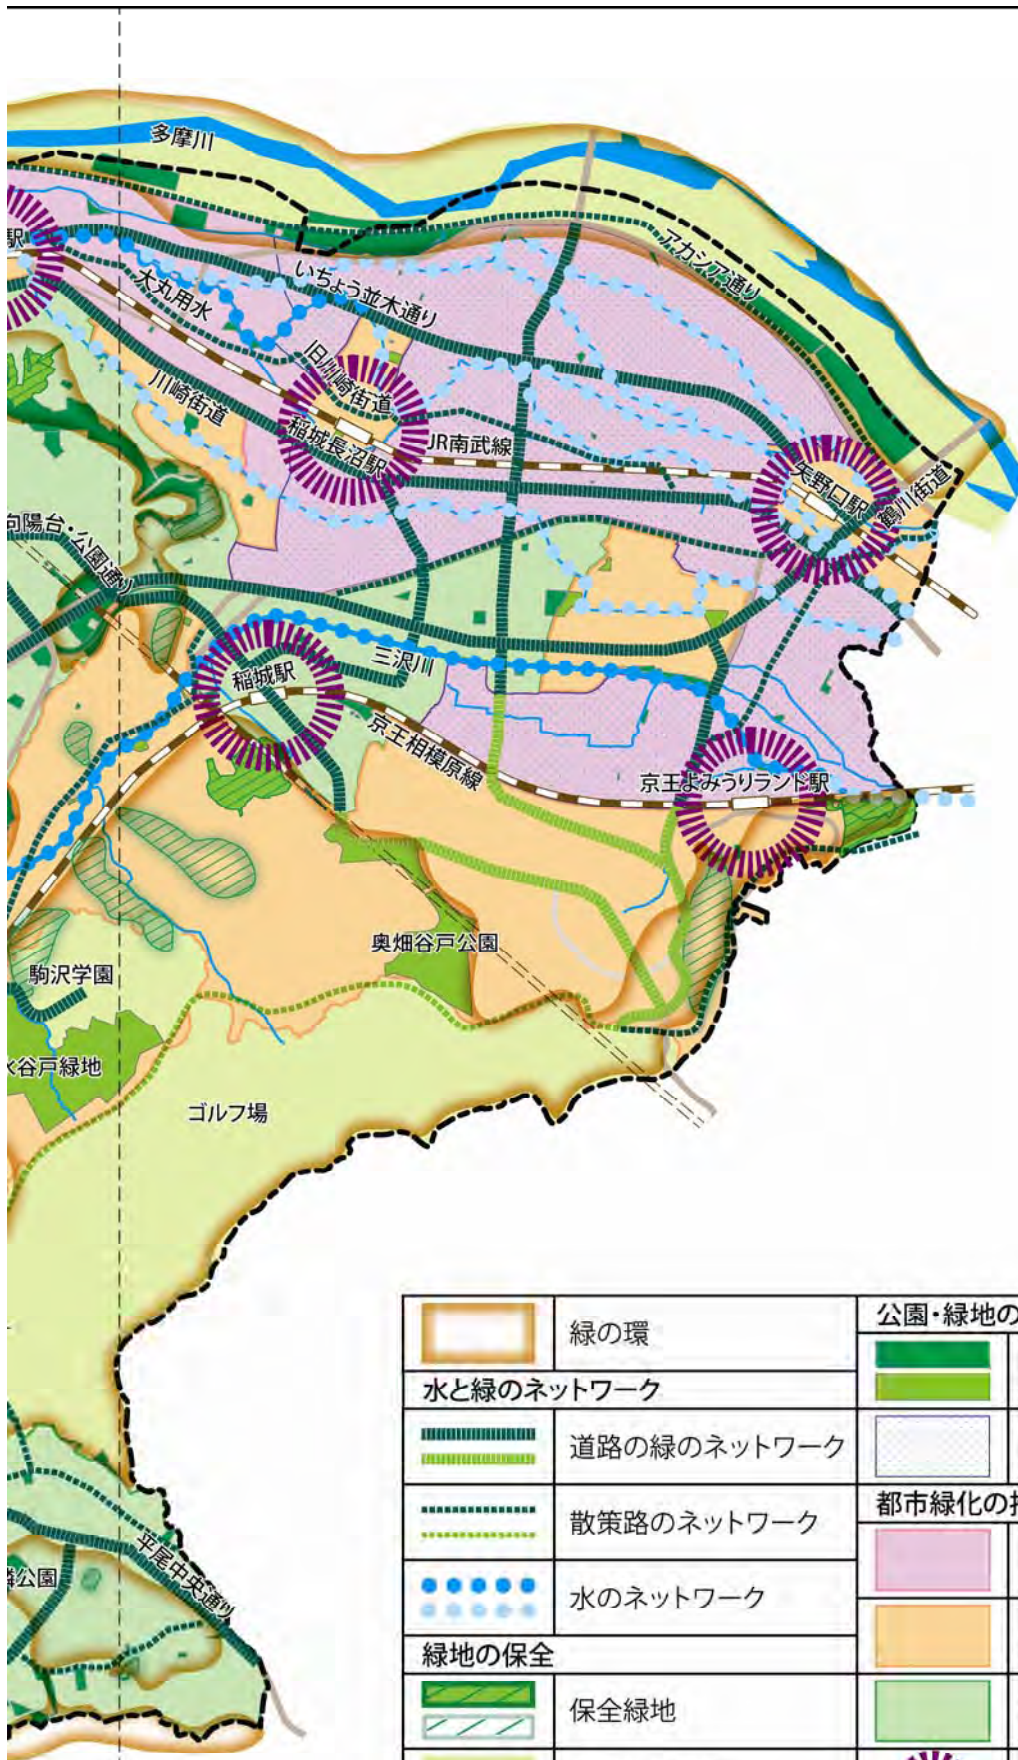 多摩川
駅
アカシア通り
いちょう並木通り
大丸用水
旧川崎街道
川崎街道
稲城長沼駅
JR南武線
矢野口駅
鶴川街道
向陽台・公園通り
三沢川
稲城駅
京王相模原線
京王よみうりランド駅
奥畑谷戸公園
駒沢学園
谷戸緑地
ゴルフ場
平尾中央通り
公園
緑の環
公園・緑地の
水と緑のネットワーク
道路の緑のネットワーク
都市緑化の
散策路のネットワーク
水のネットワーク
緑地の保全
保全緑地